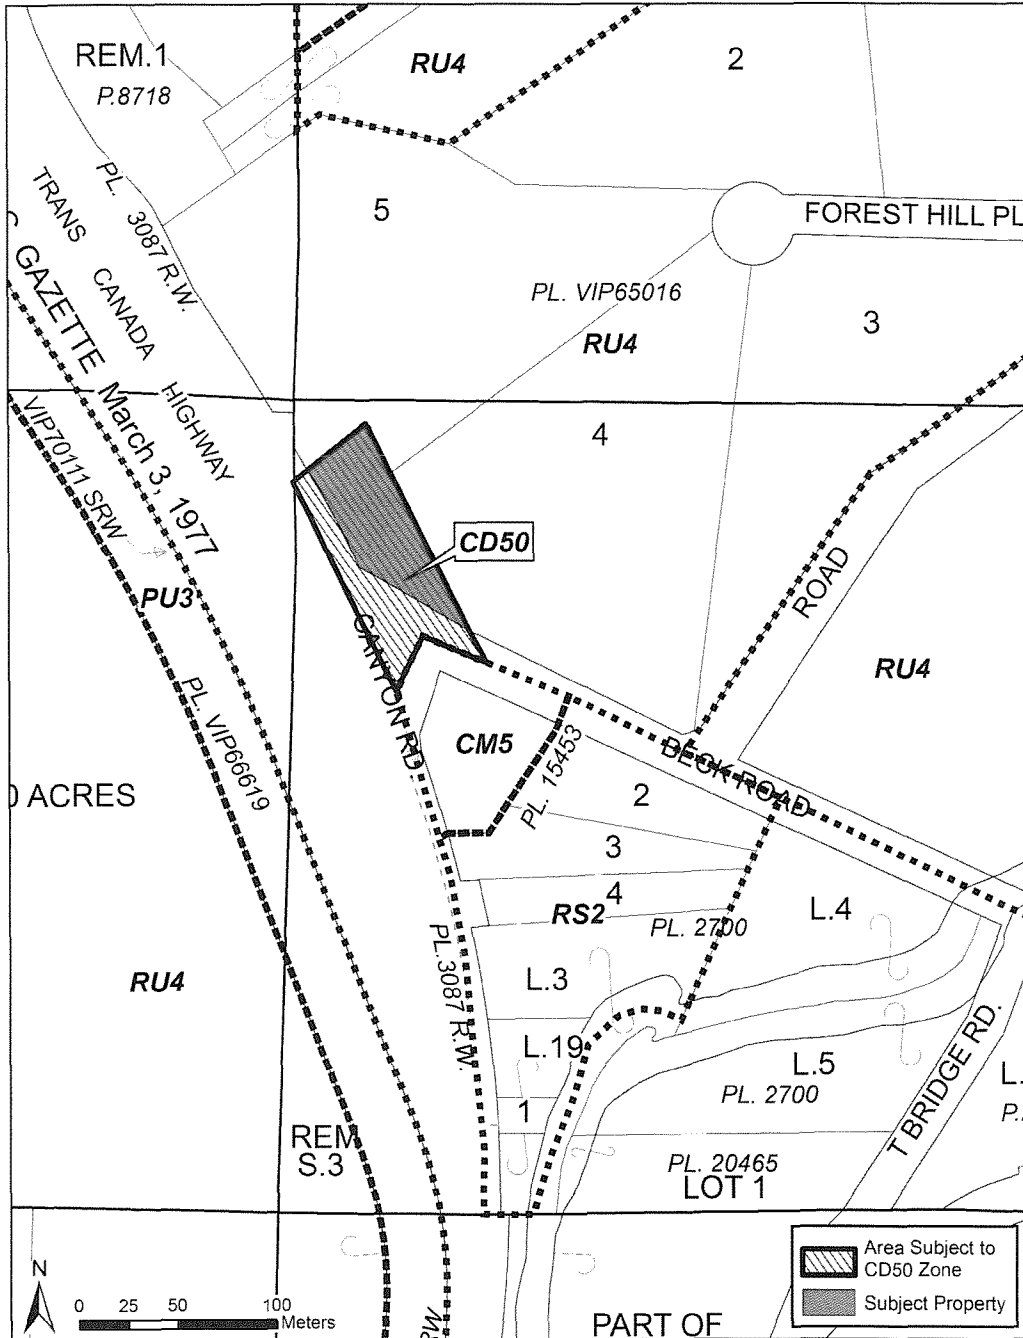 REM.1
P.8718
RU4
2
PL. 3087 R.W.
TRANS CANADA HIGHWAY
5
FOREST HILL PL
GAZETTE March 3, 1977
PL. VIP65016
RU4
3
VIP70111 SRW
4
CD50
PU3
CANYON RD
ROAD
RU4
PL. VIP66619
CM5
PL. 15453
BECK ROAD
0 ACRES
2
3
4
RS2
PL. 2700
L.4
RU4
PL.3087 R.W.
L.3
L.19
L.5
PL. 2700
T BRIDGE RD.
L.
P.
1
REM
S.3
PL. 20465
LOT 1
PART OF
N
0 25 50 100
Meters
Area Subject to
CD50 Zone
Subject Property